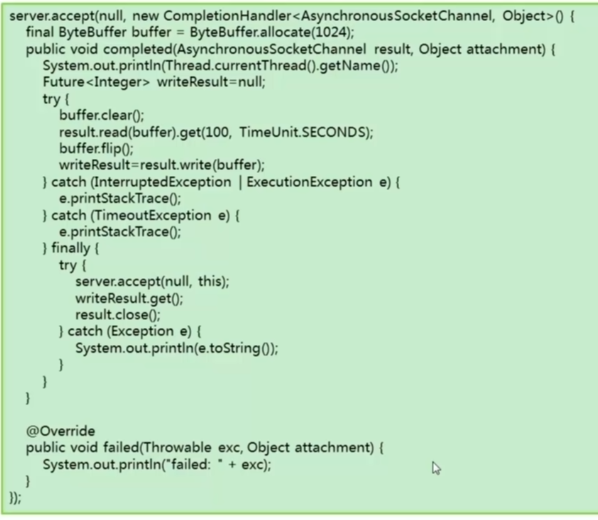 server.accept(null, new CompletionHandler<AsynchronousSocketChannel, Object>() {
final ByteBuffer buffer = ByteBuffer.allocate(1024);
public void completed(AsynchronousSocketChannel result, Object attachment) {
System.out.println(Thread.currentThread().getName());
Future<Integer> writeResult=null;
try {
buffer.clear();
result.read(buffer).get(100, TimeUnit.SECONDS);
buffer.flip();
writeResult=result.write(buffer);
} catch (InterruptedException | ExecutionException e) {
e.printStackTrace();
} catch (TimeoutException e) {
e.printStackTrace();
} finally {
try {
server.accept(null, this);
writeResult.get();
result.close();
} catch (Exception e) {
System.out.println(e.toString());
}
}
}
@Override
public void failed(Throwable exc, Object attachment) {
System.out.println("failed: " + exc);
}
});